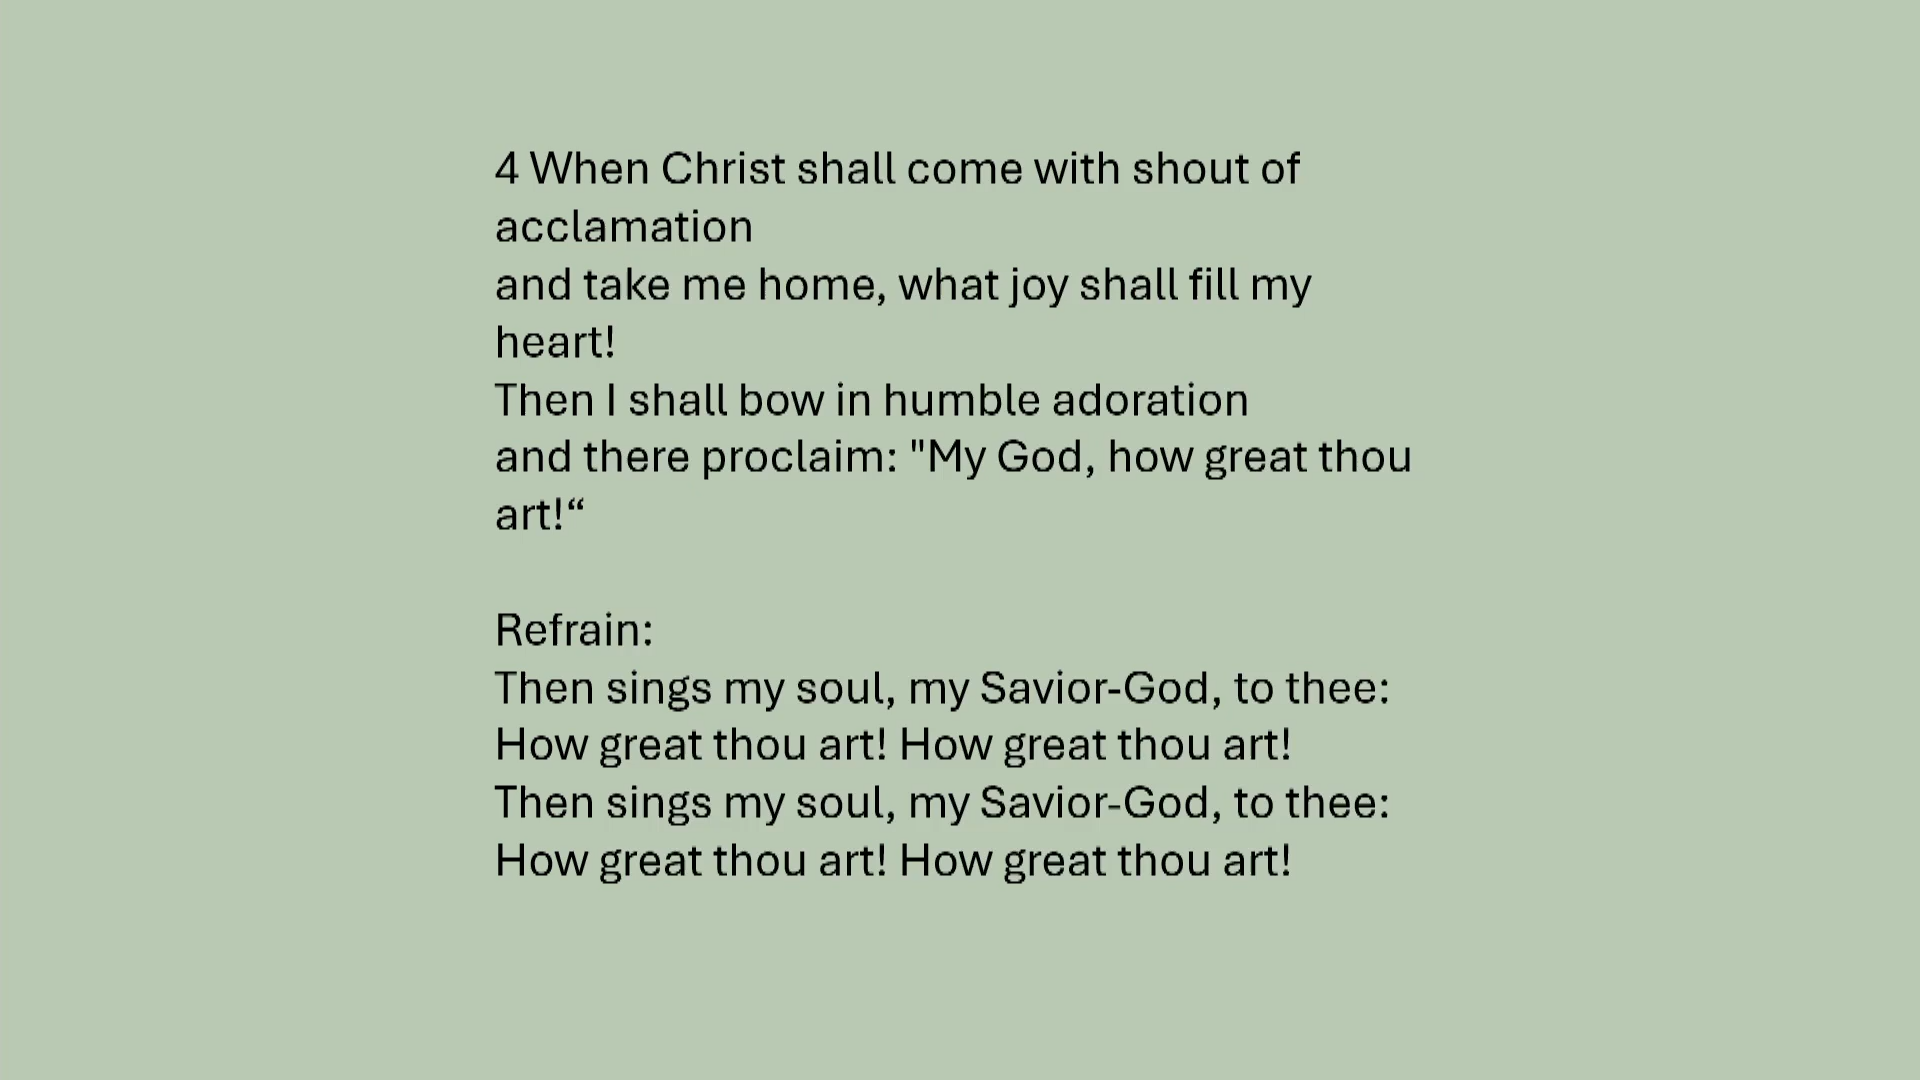 4 When Christ shall come with shout of
acclamation
and take me home, what joy shall fill my
heart!
Then I shall bow in humble adoration
and there proclaim: "My God, how great thou
art!“

Refrain:
Then sings my soul, my Savior-God, to thee:
How great thou art! How great thou art!
Then sings my soul, my Savior-God, to thee:
How great thou art! How great thou art!